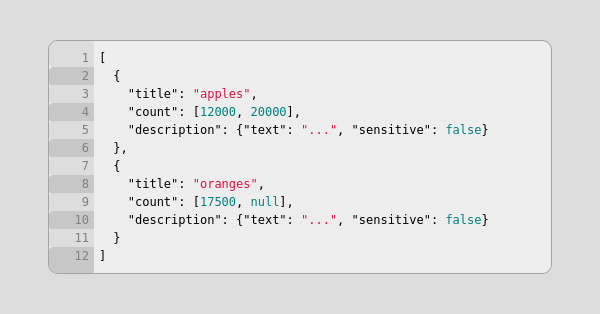 1 [
2   {
3     "title": "apples",
4     "count": [12000, 20000],
5     "description": {"text": "...", "sensitive": false}
6   },
7   {
8     "title": "oranges",
9     "count": [17500, null],
10     "description": {"text": "...", "sensitive": false}
11   }
12 ]